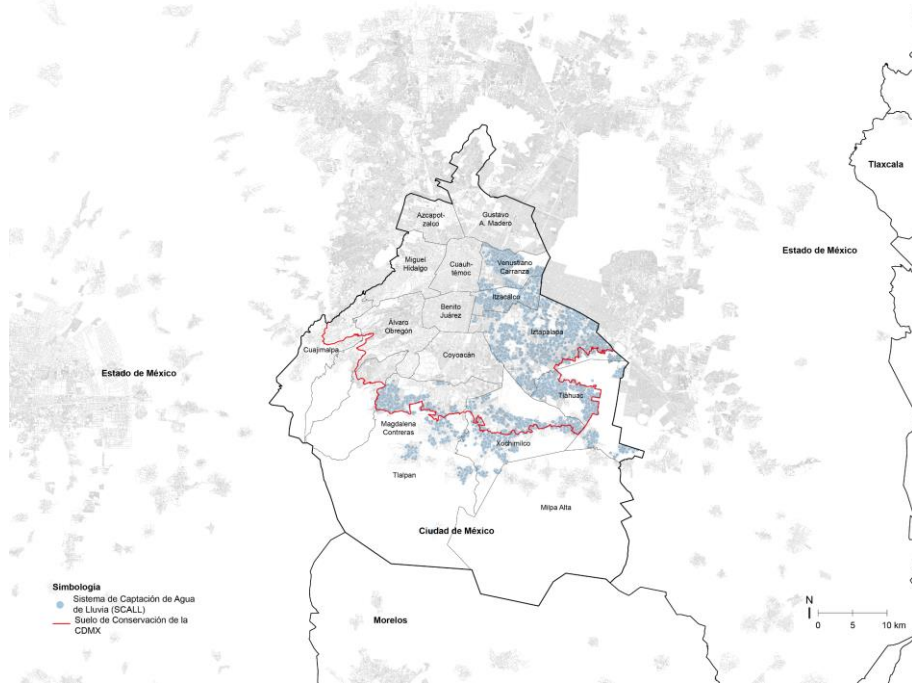 Tlaxcala
Azcapot-
zalco
Gustavo
A. Madero
Estado de México
Miguel
Hidalgo
Cuauh-
témoc
Venustiano
Carranza
Iztacalco
Benito
Juárez
Álvaro
Obregón
Iztapalapa
Cuajimalpa
Coyoacán
Estado de México
Tláhuac
Magdalena
Contreras
Xochimilco
Tlalpan
Milpa Alta
Ciudad de México
Simbología
Sistema de Captación de Agua
de Lluvia (SCALL)
Suelo de Conservación de la
CDMX
Morelos
N
0 5 10 km